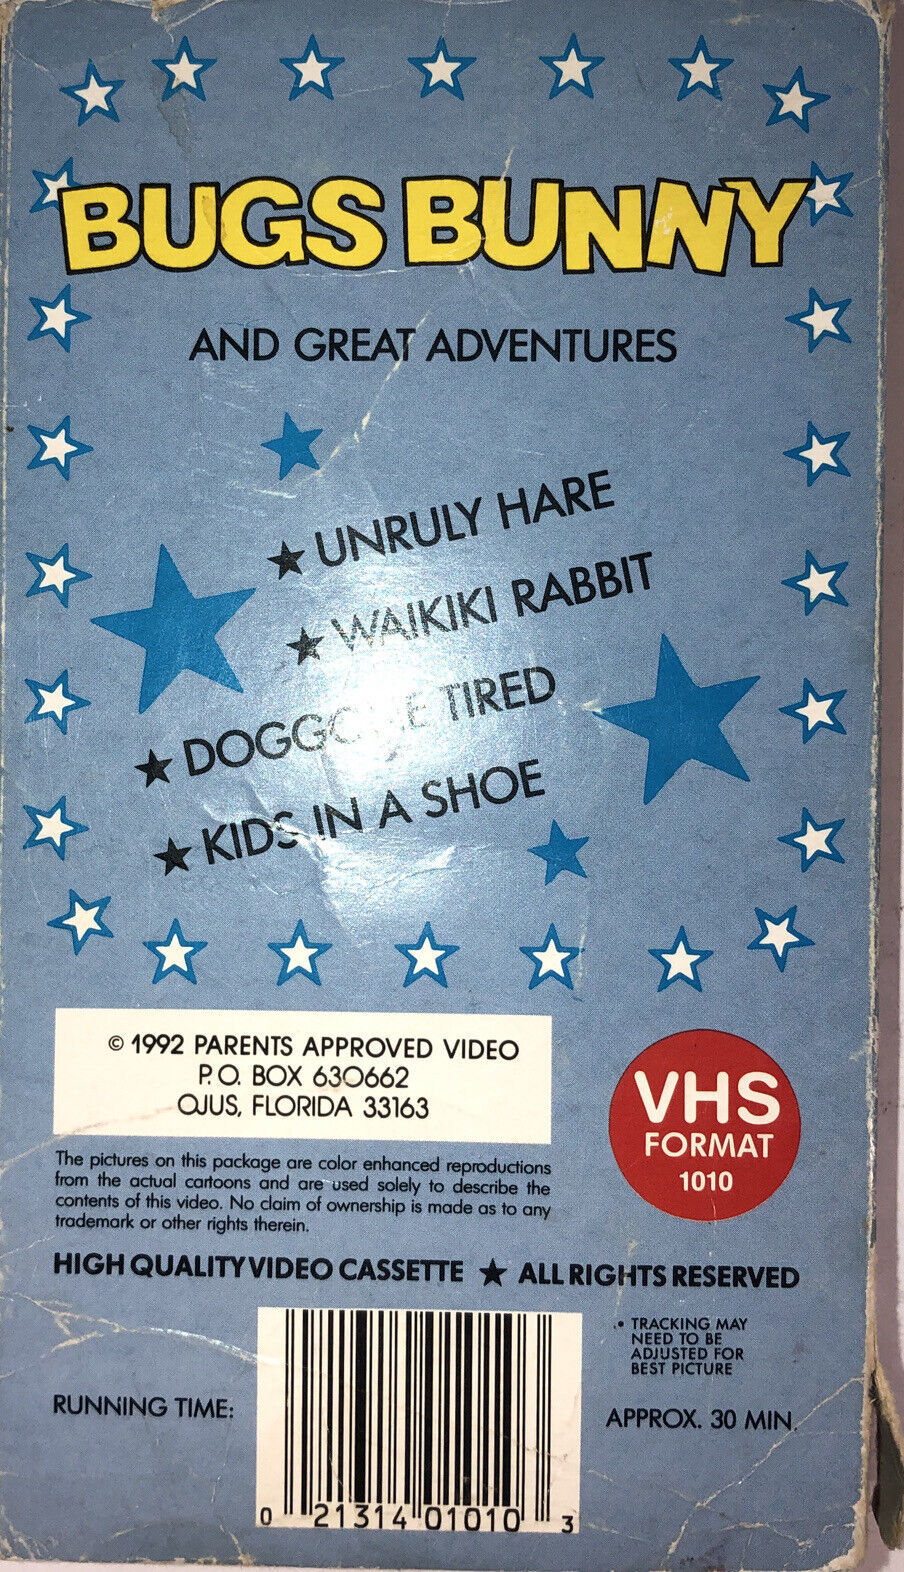 BUGS BUNNY
AND GREAT ADVENTURES
★ UNRULY HARE
★ WAIKIKI RABBIT
★ DOGGONE TIRED
★ KIDS IN A SHOE
© 1992 PARENTS APPROVED VIDEO
P.O. BOX 630662
OJUS, FLORIDA 33163
VHS
FORMAT
1010
The pictures on this package are color enhanced reproductions
from the actual cartoons and are used solely to describe the
contents of this video. No claim of ownership is made as to any
trademark or other rights therein.
HIGH QUALITY VIDEO CASSETTE ★ ALL RIGHTS RESERVED
• TRACKING MAY
NEED TO BE
ADJUSTED FOR
BEST PICTURE
RUNNING TIME:
APPROX. 30 MIN.
0 21314 01010 3